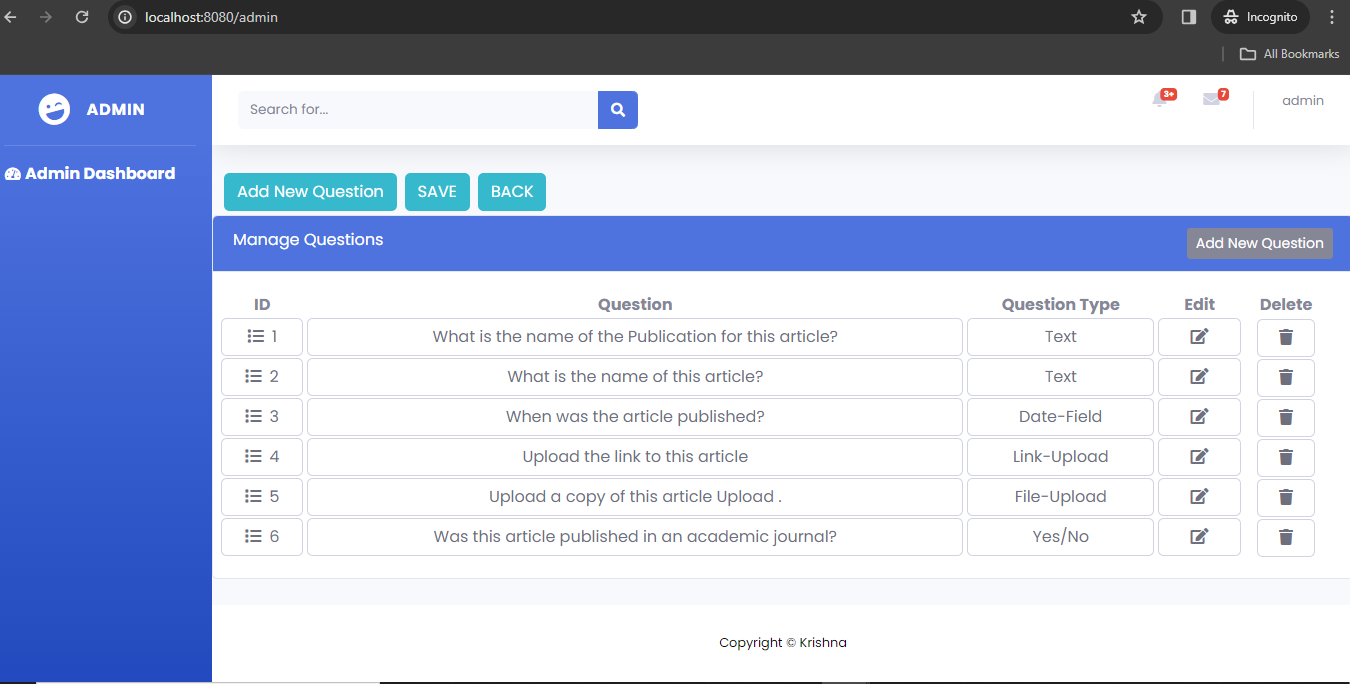 localhost:8080/admin
Incognito
All Bookmarks
ADMIN
Search for...
3+
7
admin
Admin Dashboard
Add New Question SAVE BACK
Manage Questions
Add New Question
ID Question Question Type Edit Delete
1 What is the name of the Publication for this article? Text
2 What is the name of this article? Text
3 When was the article published? Date-Field
4 Upload the link to this article Link-Upload
5 Upload a copy of this article Upload . File-Upload
6 Was this article published in an academic journal? Yes/No
Copyright © Krishna